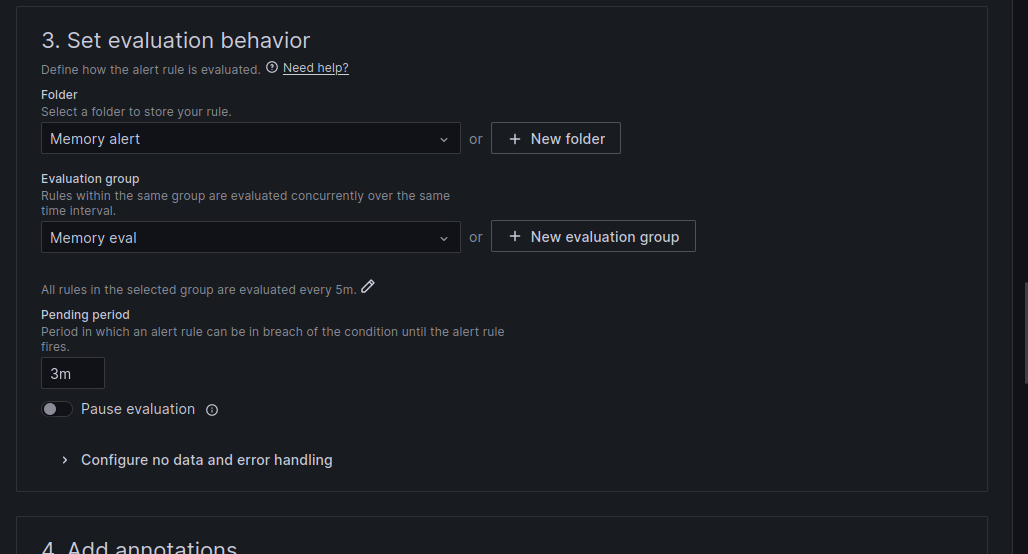 3. Set evaluation behavior
Define how the alert rule is evaluated. Need help?
Folder
Select a folder to store your rule.
Memory alert or + New folder
Evaluation group
Rules within the same group are evaluated concurrently over the same
time interval.
Memory eval or + New evaluation group
All rules in the selected group are evaluated every 5m.
Pending period
Period in which an alert rule can be in breach of the condition until the alert rule
fires.
3m
Pause evaluation
Configure no data and error handling
4. Add annotations